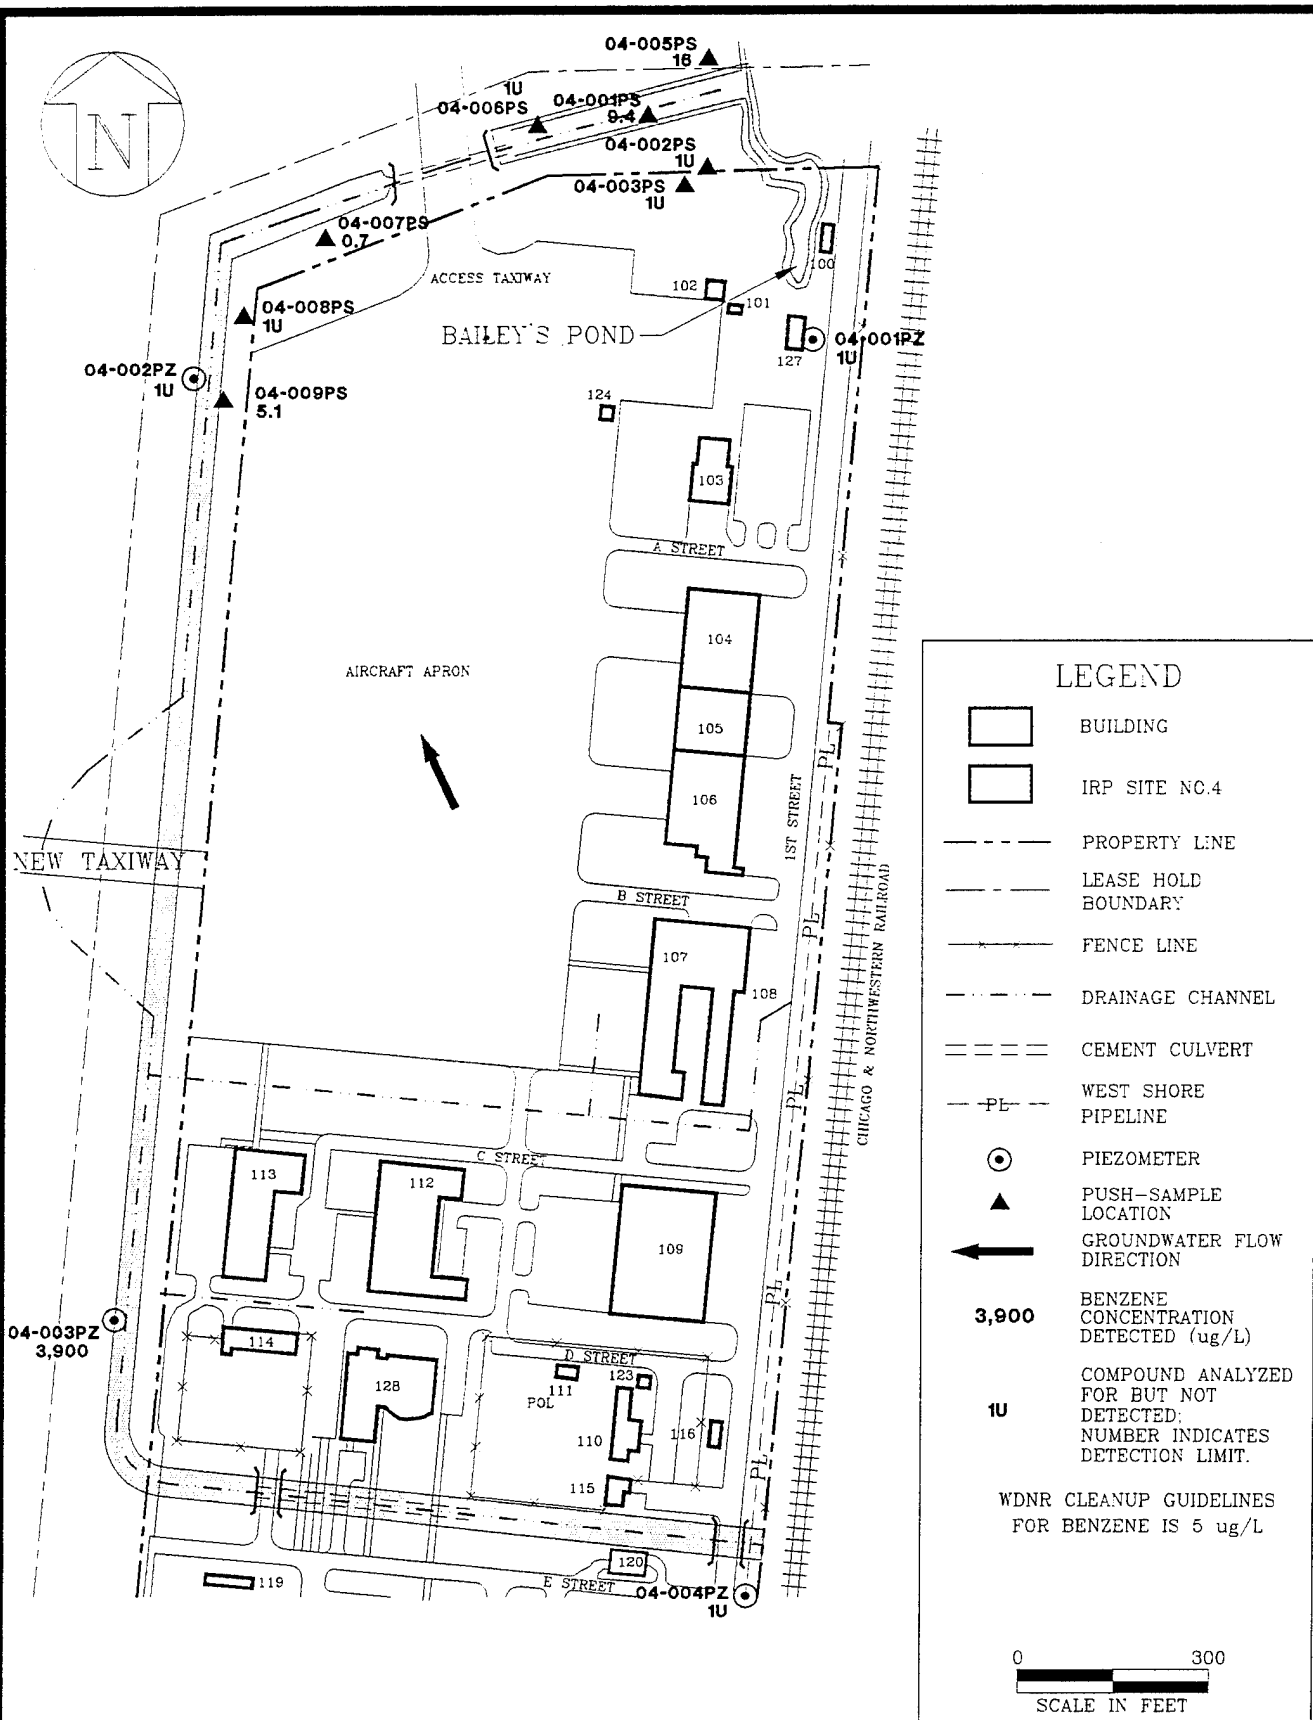 04-005PS
16
1U
04-006PS
04-001PS
9.4
N
04-002PS
1U
04-003PS
1U
04-007PS
0.7
100
ACCESS TAXIWAY
102
101
04-008PS
1U
BAILEY'S POND
04-001PZ
1U
127
04-002PZ
1U
04-009PS
5.1
124
103
A STREET
104
AIRCRAFT APRON
105
PL
106
1ST STREET
NEW TAXIWAY
B STREET
PL
CHICAGO & NORTHWESTERN RAILROAD
107
108
PL
C STREET
113
112
109
PL
04-003PZ
3,900
114
D STREET
128
111
123
POL
110
116
115
PL
120
119
E STREET
04-004PZ
1U
LEGEND
BUILDING
IRP SITE NO.4
PROPERTY LINE
LEASE HOLD
BOUNDARY
FENCE LINE
DRAINAGE CHANNEL
CEMENT CULVERT
PL
WEST SHORE
PIPELINE
PIEZOMETER
PUSH-SAMPLE
LOCATION
GROUNDWATER FLOW
DIRECTION
3,900
BENZENE
CONCENTRATION
DETECTED (ug/L)
1U
COMPOUND ANALYZED
FOR BUT NOT
DETECTED;
NUMBER INDICATES
DETECTION LIMIT.
WDNR CLEANUP GUIDELINES
FOR BENZENE IS 5 ug/L
0 300
SCALE IN FEET